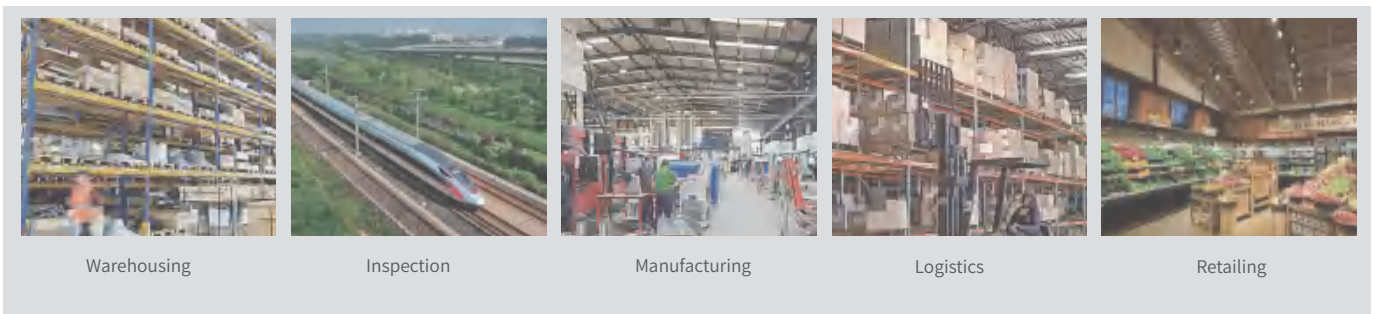 Warehousing
Inspection
Manufacturing
Logistics
Retailing